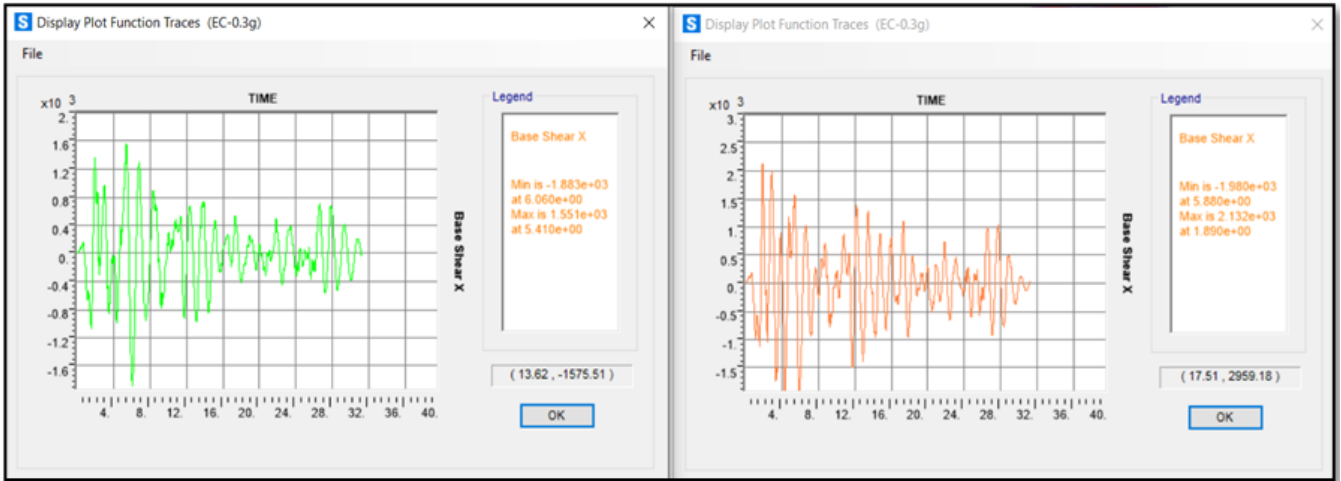 S Display Plot Function Traces (EC-0.3g)
File
x10 3
TIME
2.
1.6
1.2
0.8
0.4
0.
-0.4
-0.8
-1.2
-1.6
4. 8. 12. 16. 20. 24. 28. 32. 36. 40.
Base Shear X
Legend
Base Shear X
Min is -1.883e+03
at 6.060e+00
Max is 1.551e+03
at 5.410e+00
( 13.62 , -1575.51 )
OK
S Display Plot Function Traces (EC-0.3g)
File
x10 3
TIME
3.
2.5
2.
1.5
1.
0.5
0.
-0.5
-1.
-1.5
4. 8. 12. 16. 20. 24. 28. 32. 36. 40.
Base Shear X
Legend
Base Shear X
Min is -1.980e+03
at 5.880e+00
Max is 2.132e+03
at 1.890e+00
( 17.51 , 2959.18 )
OK